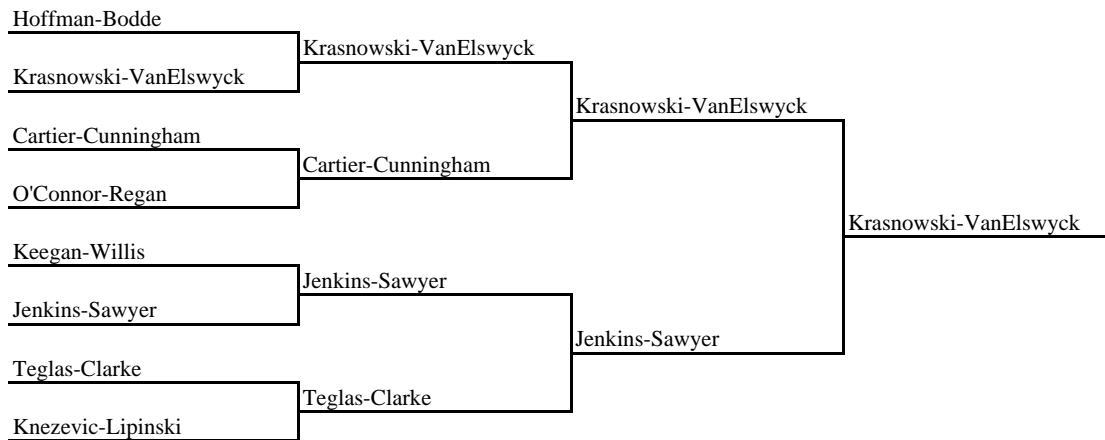 Hoffman-Bodde
Krasnowski-VanElswyck
Krasnowski-VanElswyck
Krasnowski-VanElswyck
Cartier-Cunningham
Cartier-Cunningham
O'Connor-Regan
Krasnowski-VanElswyck
Keegan-Willis
Jenkins-Sawyer
Jenkins-Sawyer
Jenkins-Sawyer
Teglas-Clarke
Teglas-Clarke
Knezevic-Lipinski